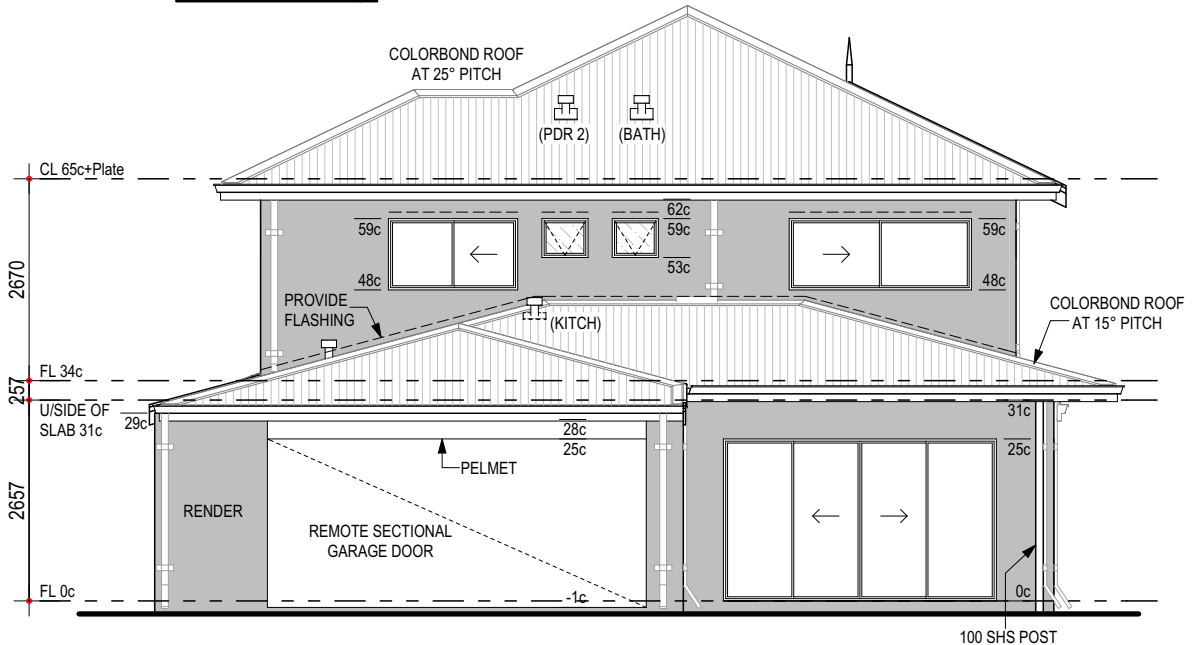 COLORBOND ROOF
AT 25° PITCH
(PDR 2)
(BATH)
CL 65c+Plate
62c
59c
59c
59c
53c
48c
48c
2670
PROVIDE
FLASHING
(KITCH)
COLORBOND ROOF
AT 15° PITCH
FL 34c
257
U/SIDE OF
SLAB 31c
29c
31c
28c
25c
25c
PELMET
2657
RENDER
REMOTE SECTIONAL
GARAGE DOOR
FL 0c
-1c
0c
100 SHS POST